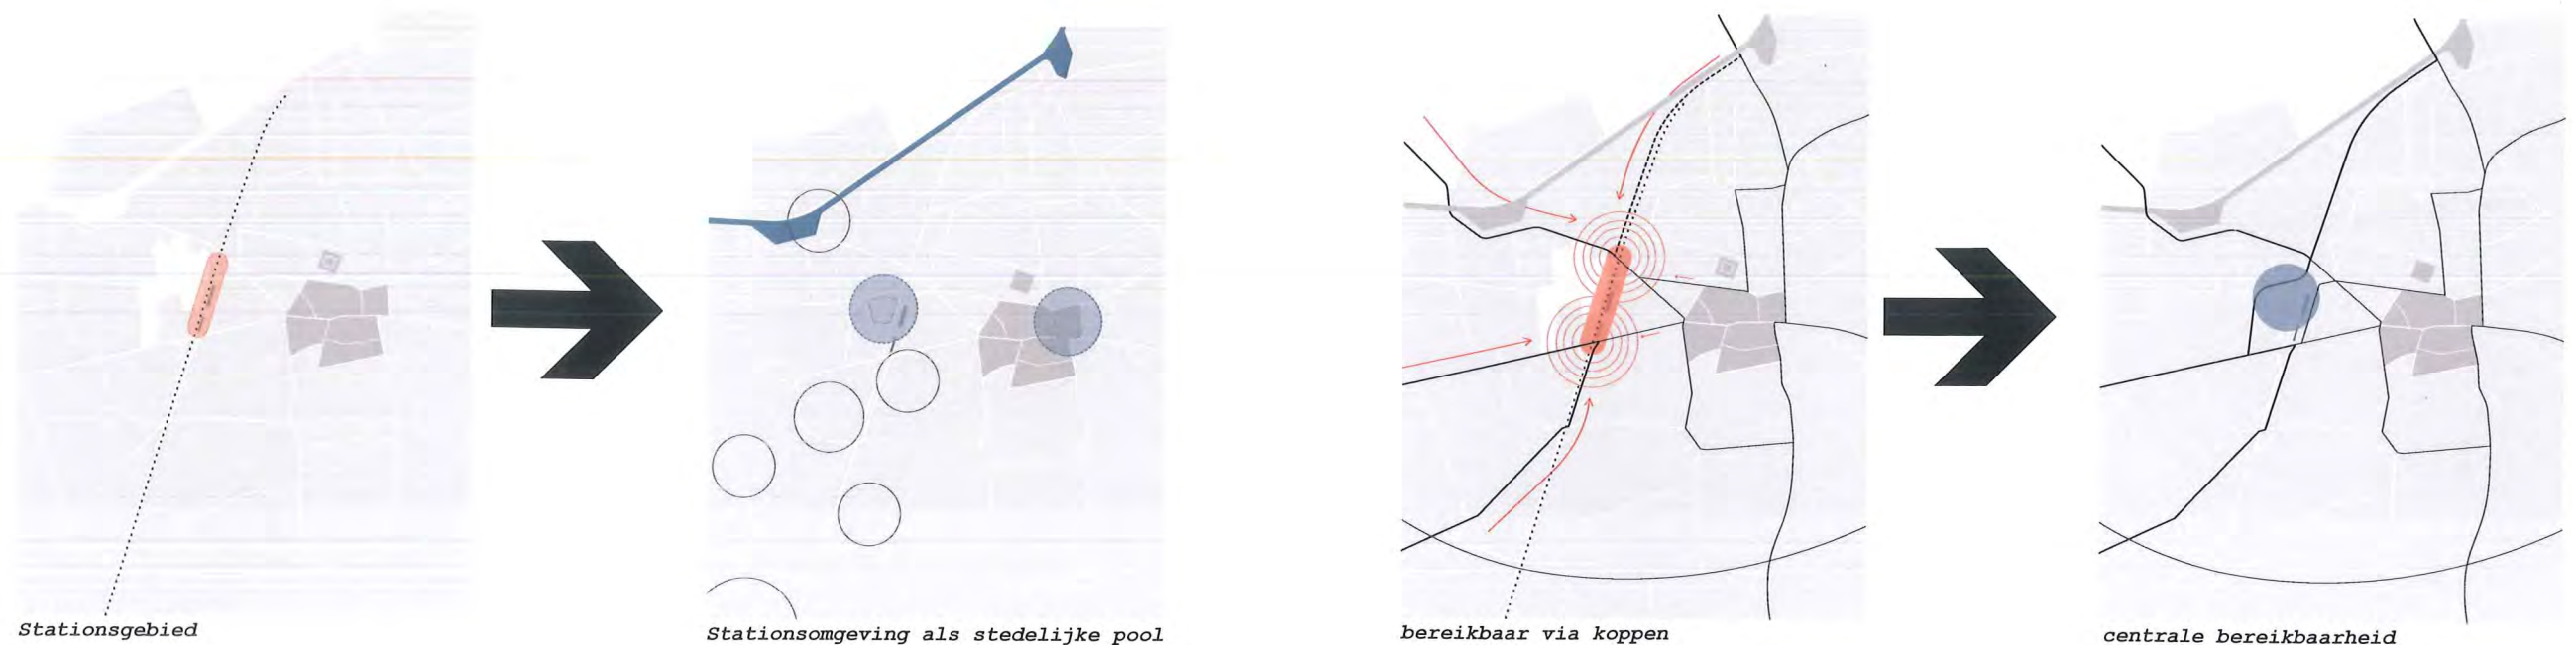 Stationsgebied
Stationsomgeving als stedelijke pool
bereikbaar via koppen
centrale bereikbaarheid